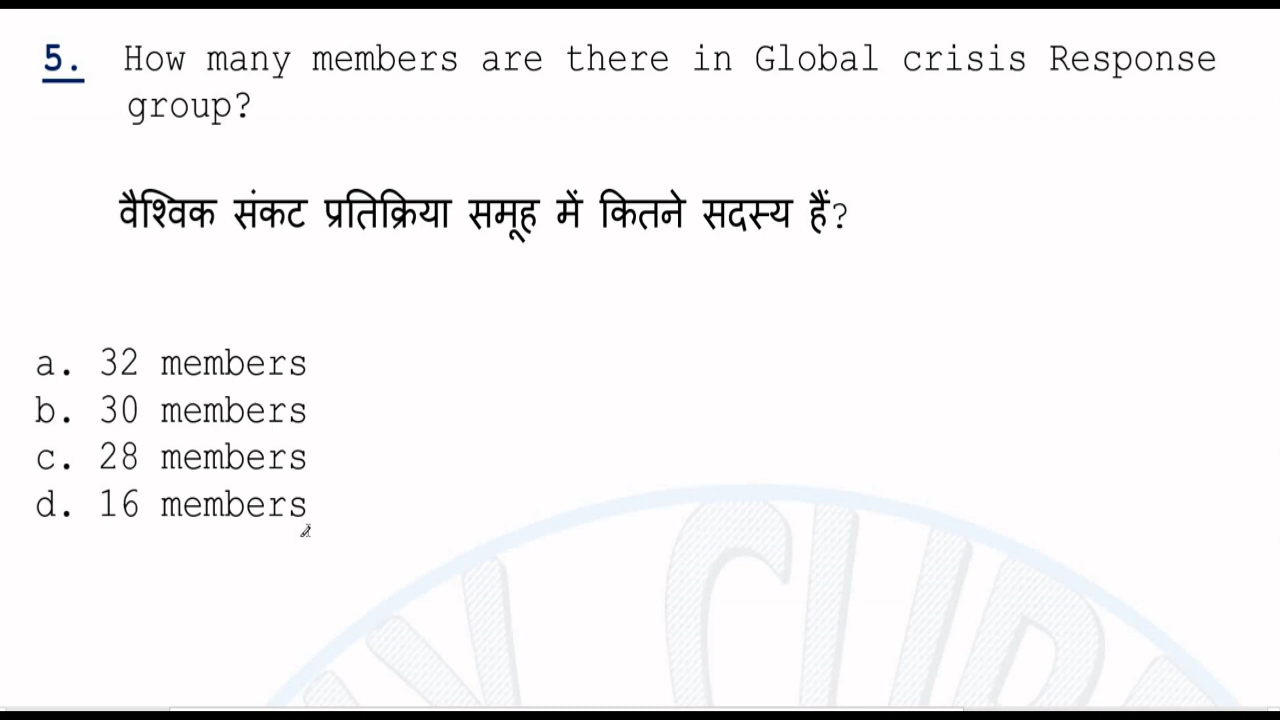 5. How many members are there in Global crisis Response
group?
वैश्विक संकट प्रतिक्रिया समूह में कितने सदस्य हैं?
a. 32 members
b. 30 members
c. 28 members
d. 16 members